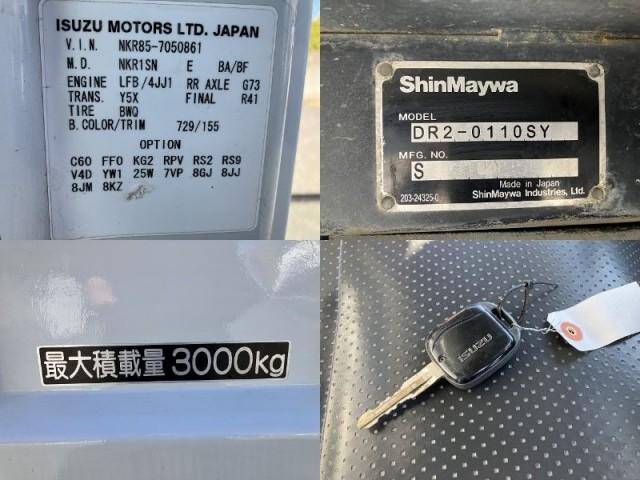 ISUZU MOTORS LTD. JAPAN
V.I.N. NKR85-7050861
M.D. NKR1SN E BA/BF
ENGINE LFB/4JJ1 RR AXLE G73
TRANS. Y5X FINAL R41
TIRE BWQ
B.COLOR/TRIM 729/155
OPTION
C60 FF0 KG2 RPV RS2 RS9
V4D YW1 25W 7VP 8GJ 8JJ
8JM 8KZ
ShinMaywa
MODEL
DR2-0110SY
MFG. NO.
S
Made in Japan
203-24325-0 ShinMaywa Industries, Ltd.
最大積載量 3000kg
ISUZU